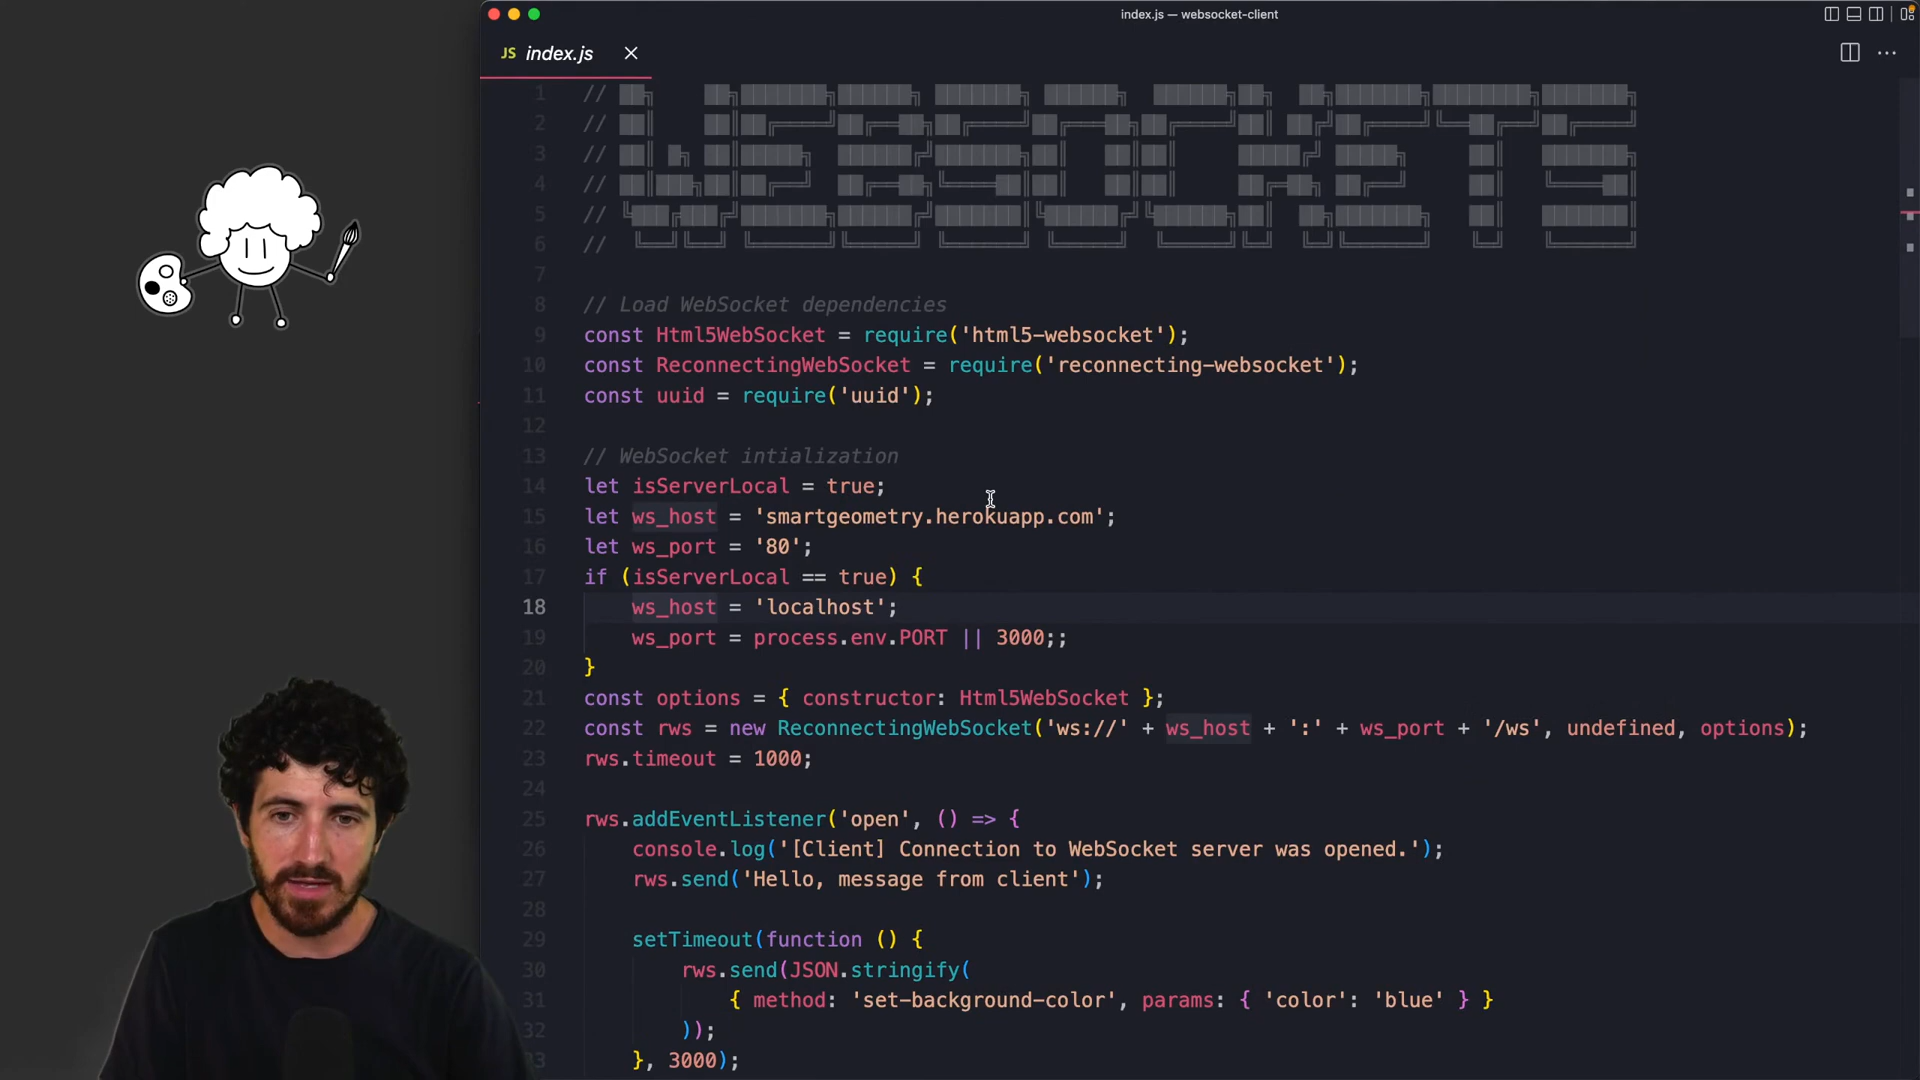 index.js — websocket-client
JS index.js
1 // WEBSOCKETS
2 //
3 //
4 //
5 //
6 //
7
8 // Load WebSocket dependencies
9 const Html5WebSocket = require('html5-websocket');
10 const ReconnectingWebSocket = require('reconnecting-websocket');
11 const uuid = require('uuid');
12
13 // WebSocket intialization
14 let isServerLocal = true;
15 let ws_host = 'smartgeometry.herokuapp.com';
16 let ws_port = '80';
17 if (isServerLocal == true) {
18 ws_host = 'localhost';
19 ws_port = process.env.PORT || 3000;;
20 }
21 const options = { constructor: Html5WebSocket };
22 const rws = new ReconnectingWebSocket('ws://' + ws_host + ':' + ws_port + '/ws', undefined, options);
23 rws.timeout = 1000;
24
25 rws.addEventListener('open', () => {
26 console.log('[Client] Connection to WebSocket server was opened.');
27 rws.send('Hello, message from client');
28
29 setTimeout(function () {
30 rws.send(JSON.stringify(
31 { method: 'set-background-color', params: { 'color': 'blue' } }
32 ));
33 }, 3000);